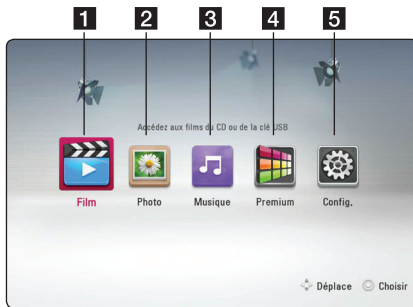 1 2 3 4 5
Accédez aux films du CD ou de la clé USB
Film Photo Musique Premium Config.
Déplace Choisir